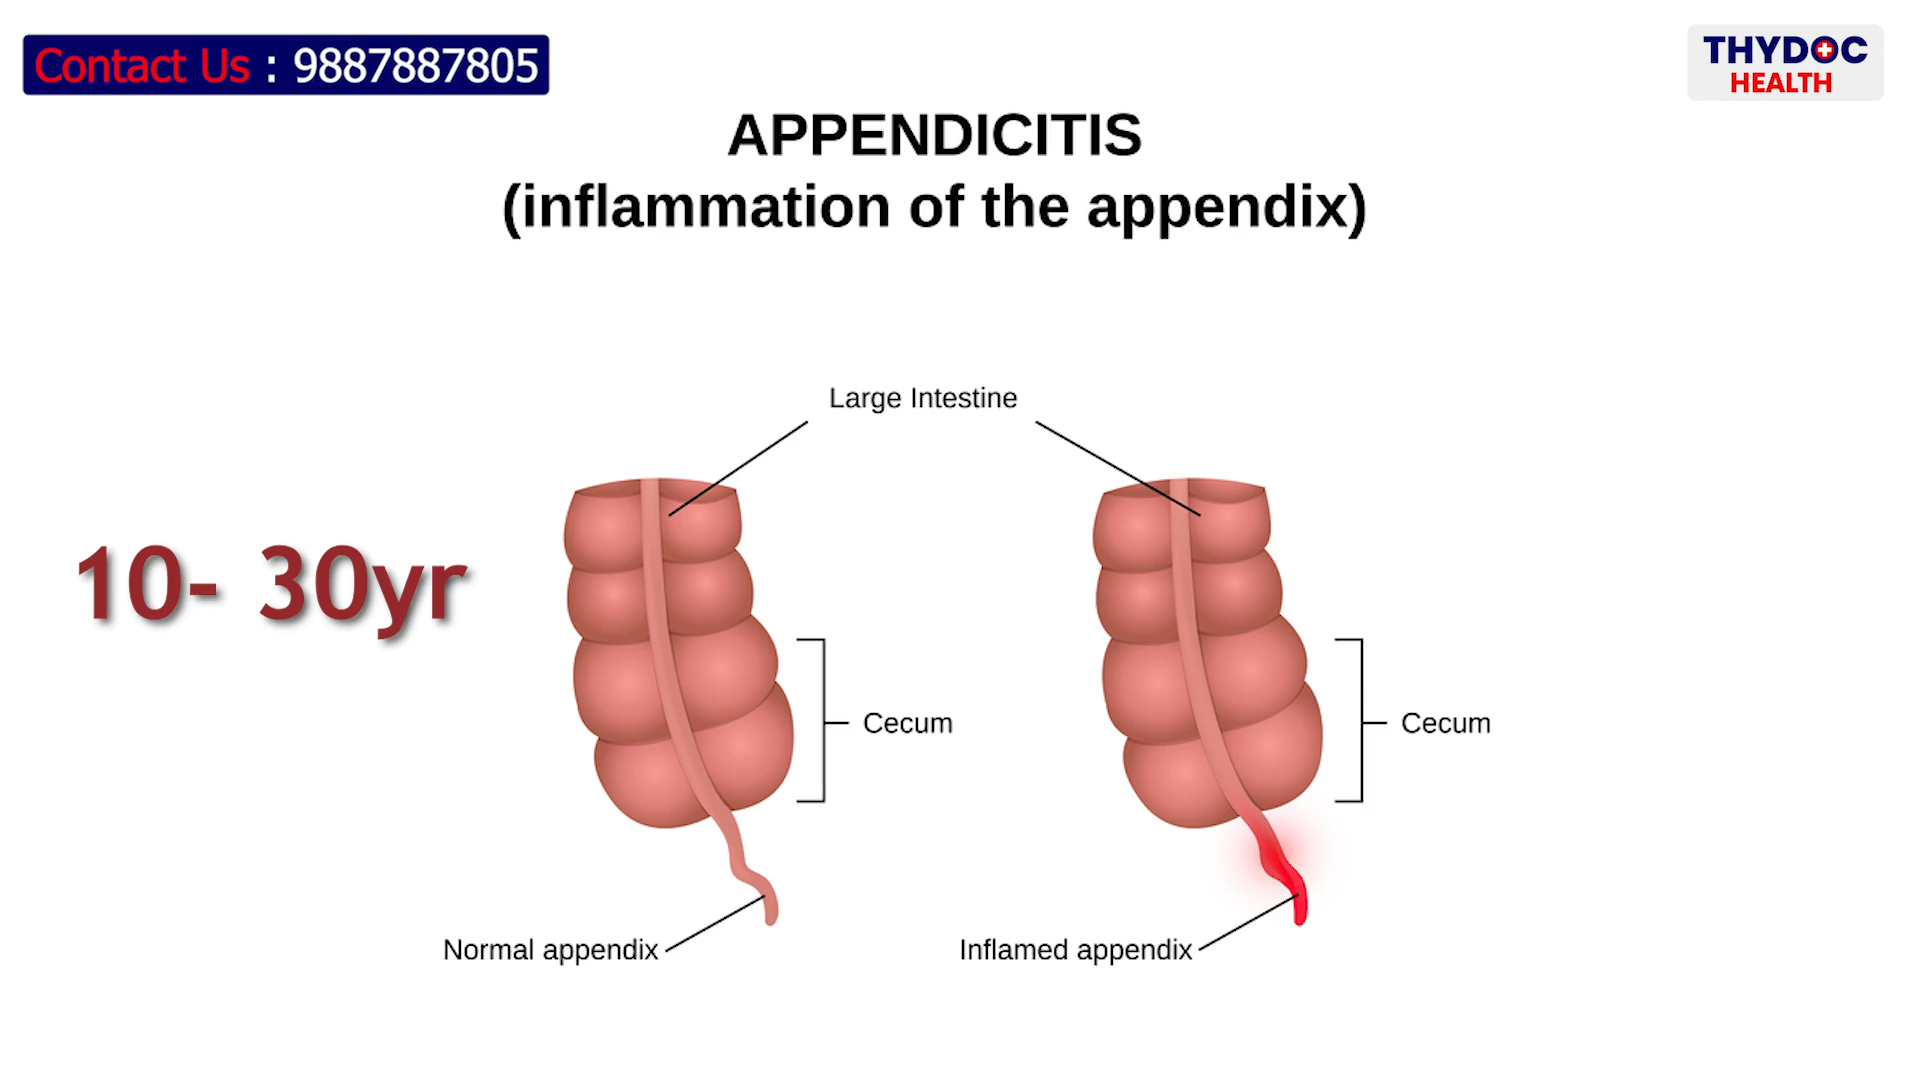 Contact Us : 9887887805
THYDOC
HEALTH
APPENDICITIS
(inflammation of the appendix)
Large Intestine
10- 30yr
Cecum
Cecum
Normal appendix
Inflamed appendix